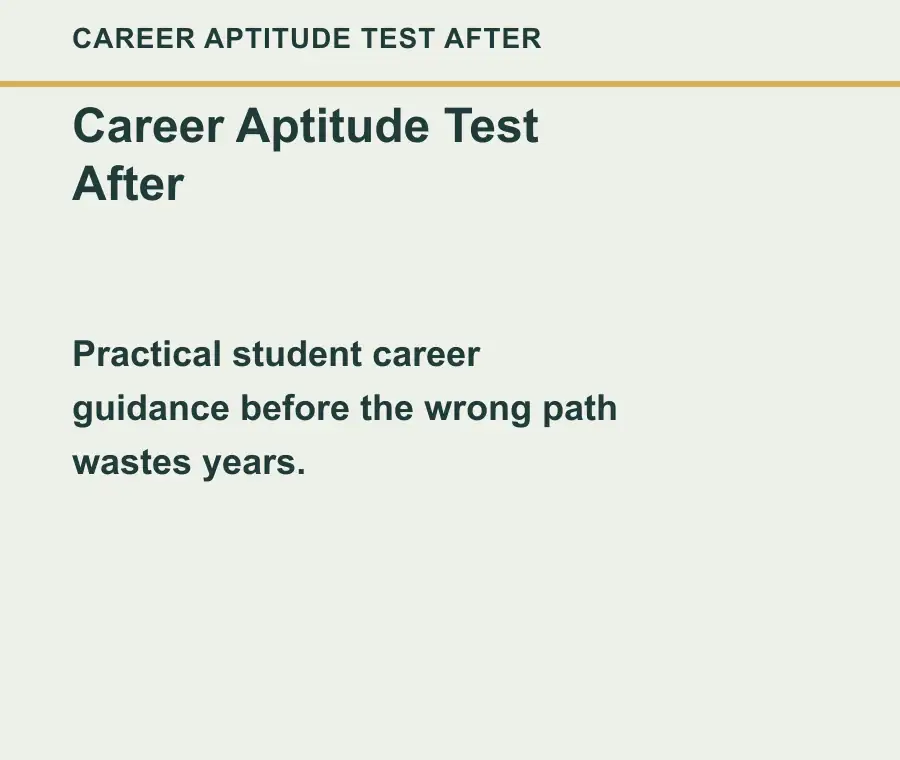 CAREER APTITUDE TEST AFTER
Career Aptitude Test
After
Practical student career
guidance before the wrong path
wastes years.